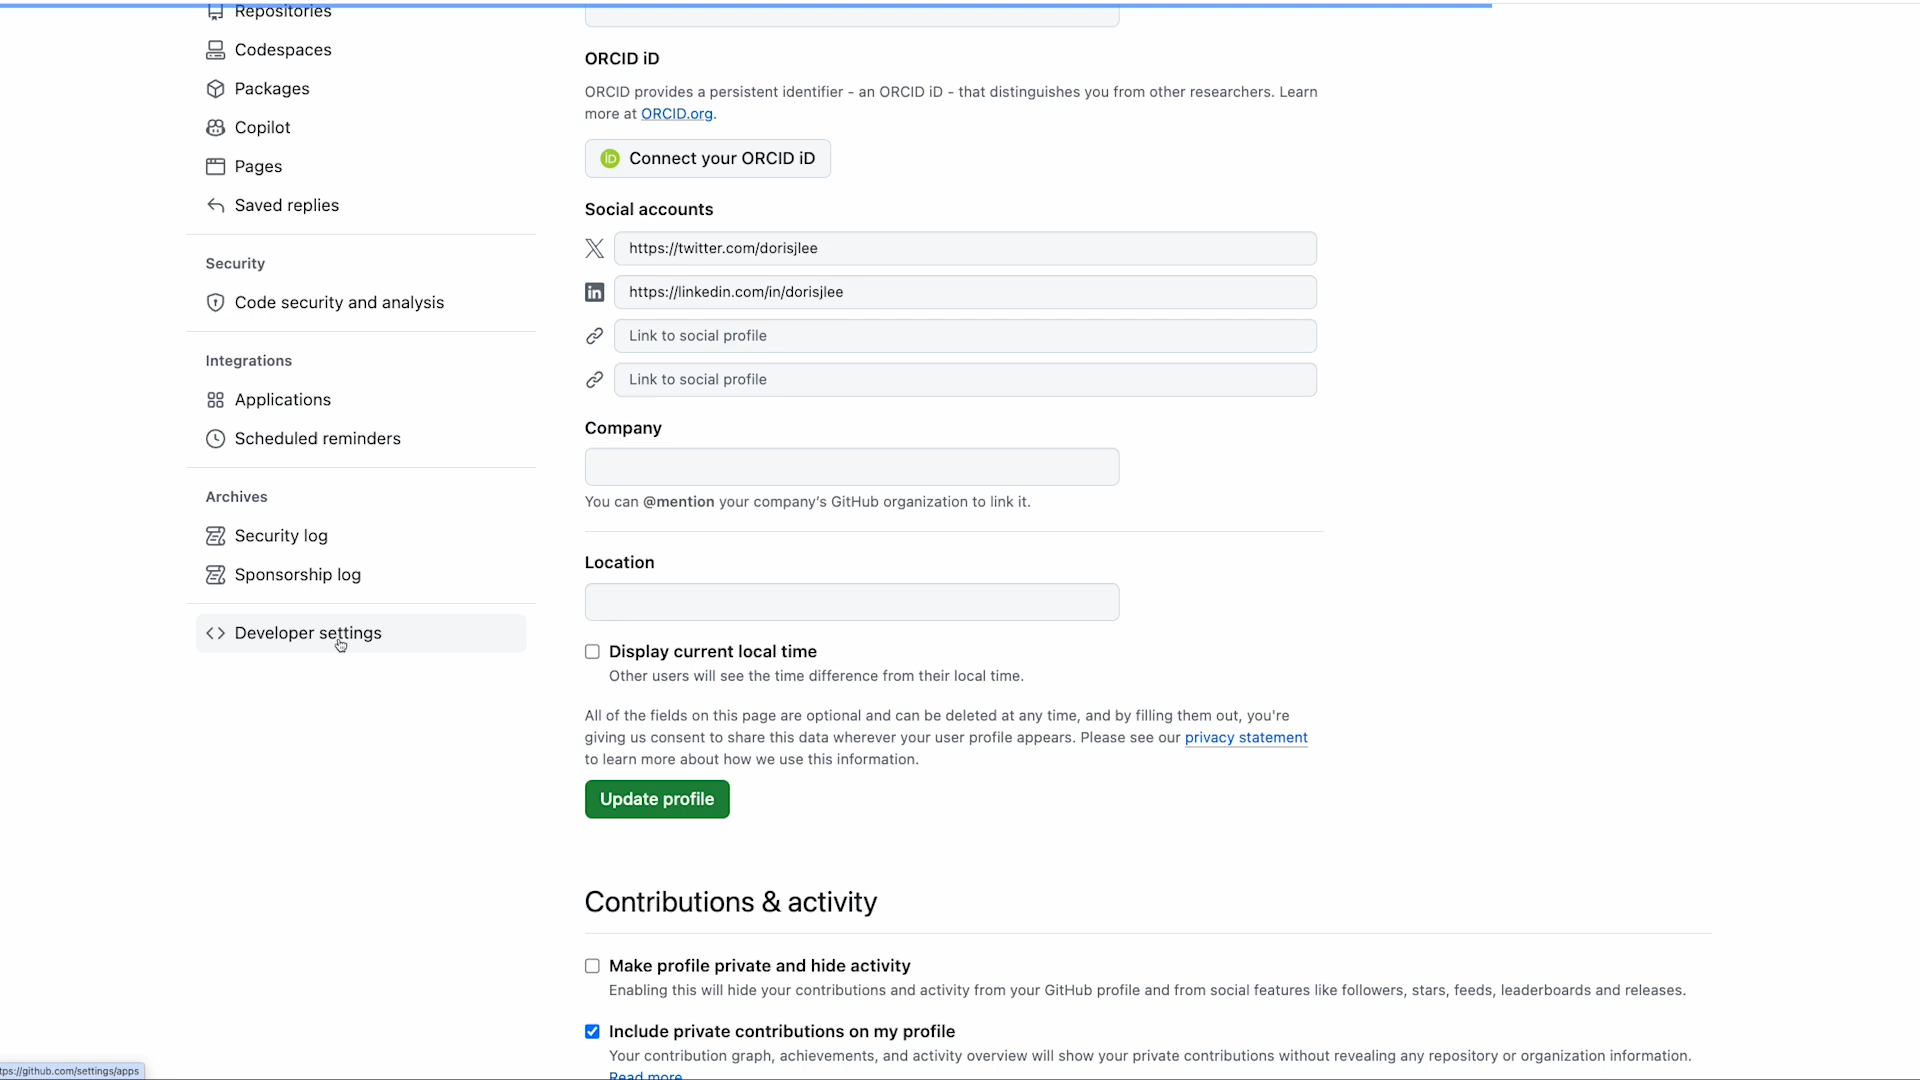 Repositories
Codespaces
Packages
Copilot
Pages
Saved replies
Security
Code security and analysis
Integrations
Applications
Scheduled reminders
Archives
Security log
Sponsorship log
Developer settings
ORCID iD
ORCID provides a persistent identifier - an ORCID iD - that distinguishes you from other researchers. Learn
more at ORCID.org.
iD Connect your ORCID iD
Social accounts
https://twitter.com/dorisjlee
in https://linkedin.com/in/dorisjlee
Link to social profile
Link to social profile
Company
You can @mention your company's GitHub organization to link it.
Location
Display current local time
Other users will see the time difference from their local time.
All of the fields on this page are optional and can be deleted at any time, and by filling them out, you're
giving us consent to share this data wherever your user profile appears. Please see our privacy statement
to learn more about how we use this information.
Update profile
Contributions & activity
Make profile private and hide activity
Enabling this will hide your contributions and activity from your GitHub profile and from social features like followers, stars, feeds, leaderboards and releases.
Include private contributions on my profile
Your contribution graph, achievements, and activity overview will show your private contributions without revealing any repository or organization information.
Read more
tps://github.com/settings/apps